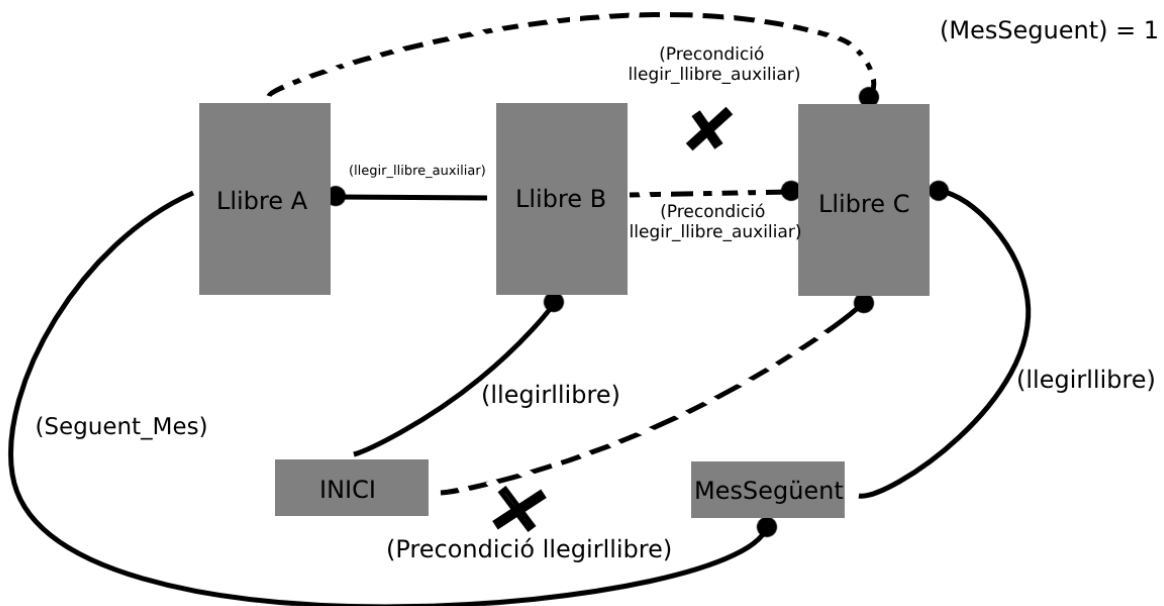 (MesSeguent) = 1
(Precondició
llegir_llibre_auxiliar)
Llibre A
(llegir_llibre_auxiliar)
Llibre B
(Precondició
llegir_llibre_auxiliar)
Llibre C
(llegirllibre)
(llegirllibre)
(Seguent_Mes)
INICI
MesSegüent
(Precondició llegirllibre)